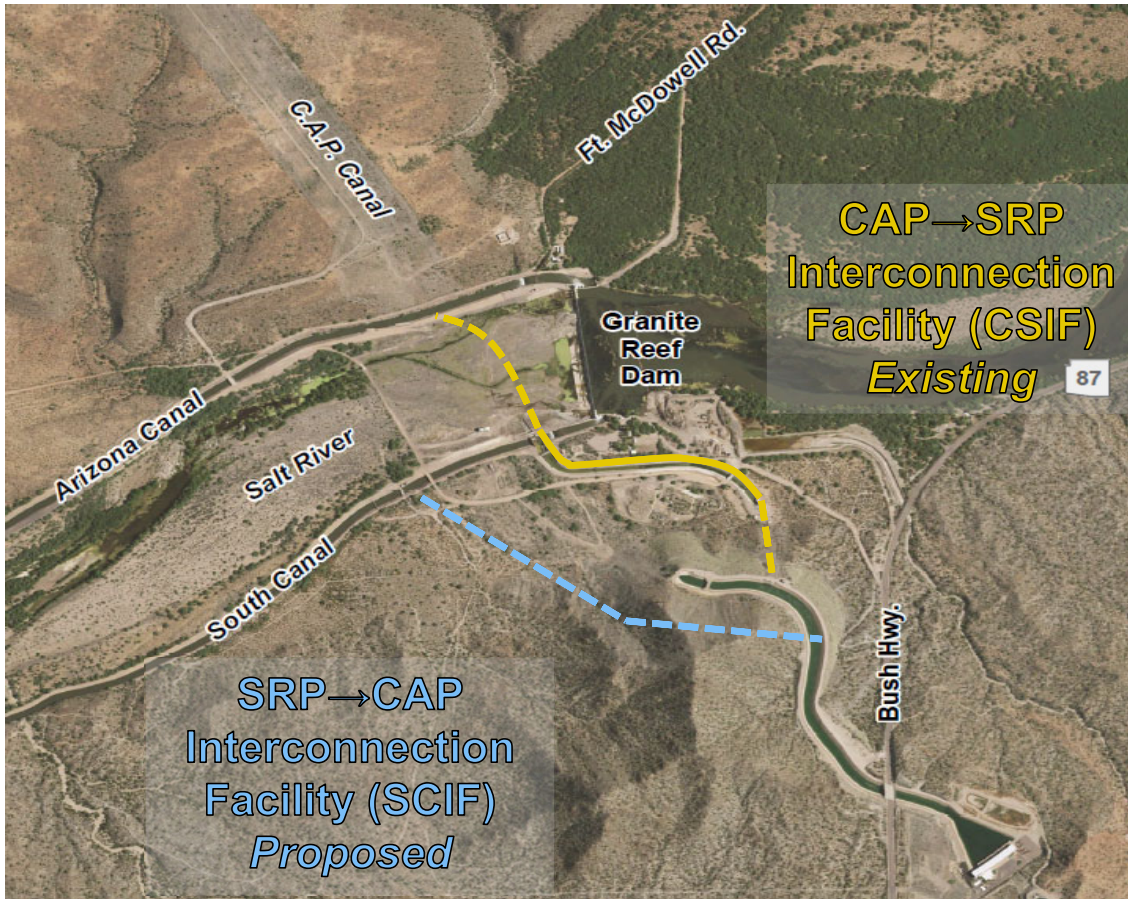 C.A.P. Canal
Ft. McDowell Rd.
CAP→SRP
Interconnection
Facility (CSIF)
Existing
87
Granite
Reef
Dam
Arizona Canal
Salt River
South Canal
Bush Hwy.
SRP→CAP
Interconnection
Facility (SCIF)
Proposed